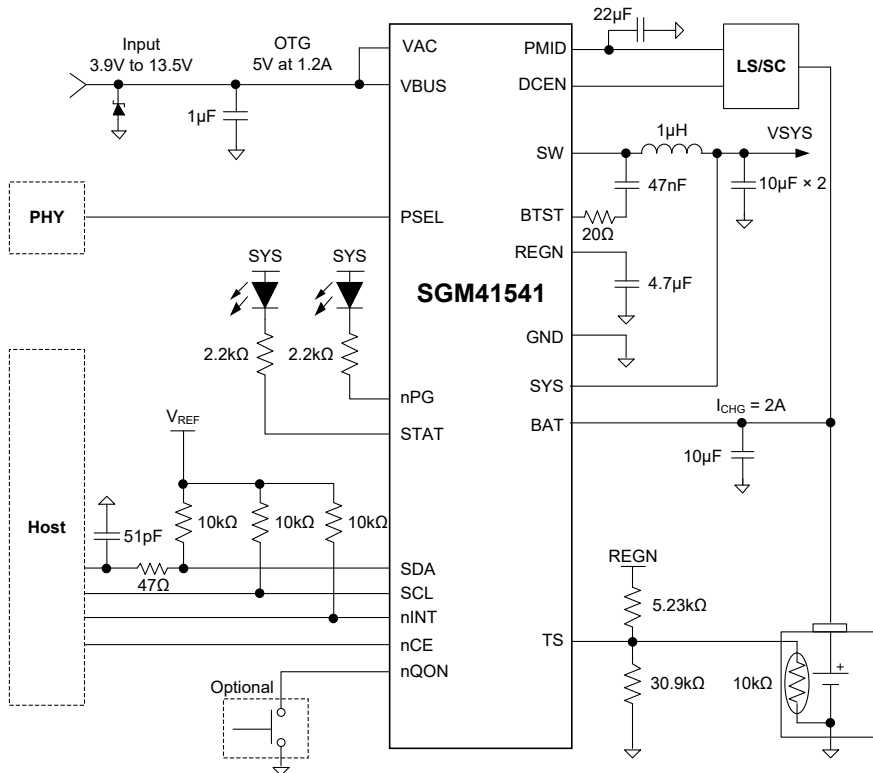 Input
3.9V to 13.5V
OTG
5V at 1.2A
1µF
VAC
VBUS
PHY
PSEL
SYS
SYS
2.2kΩ
2.2kΩ
nPG
STAT
VREF
Host
51pF
10kΩ
10kΩ
10kΩ
47Ω
SDA
SCL
nINT
nCE
nQON
Optional
SGM41541
22µF
PMID
LS/SC
DCEN
1µH
VSYS
SW
47nF
10µF × 2
BTST
20Ω
REGN
4.7µF
GND
SYS
BAT
ICHG = 2A
10µF
REGN
5.23kΩ
TS
30.9kΩ
10kΩ
+